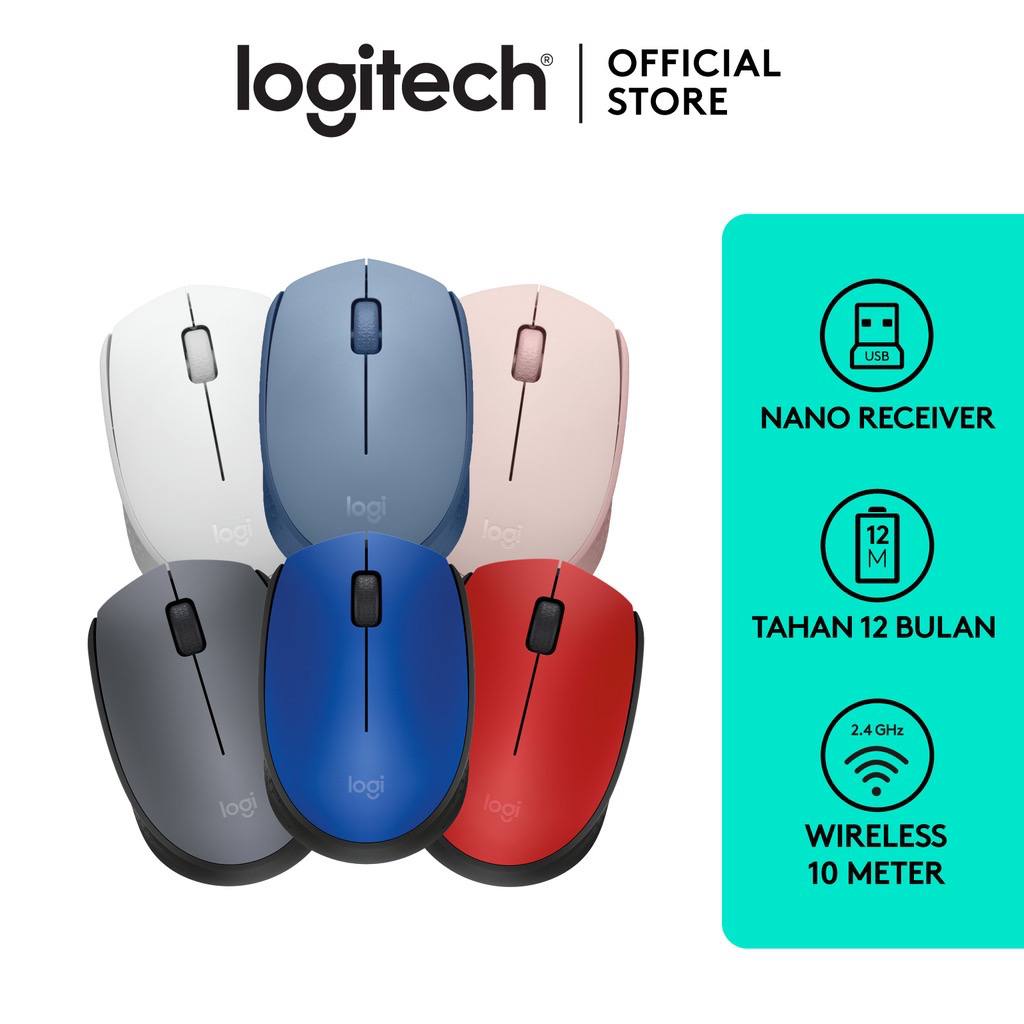 logitech®
OFFICIAL
STORE
logi
logi
logi
logi
logi
logi
USB
NANO RECEIVER
12
M
TAHAN 12 BULAN
2.4 GHz
WIRELESS
10 METER